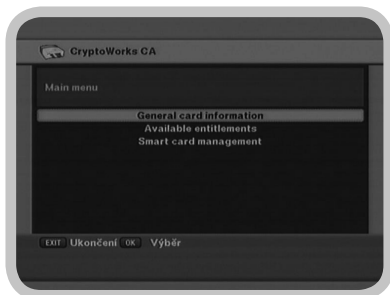 CryptoWorks CA
Main menu
General card information
Available entitlements
Smart card management
EXIT Ukončení OK Výběr